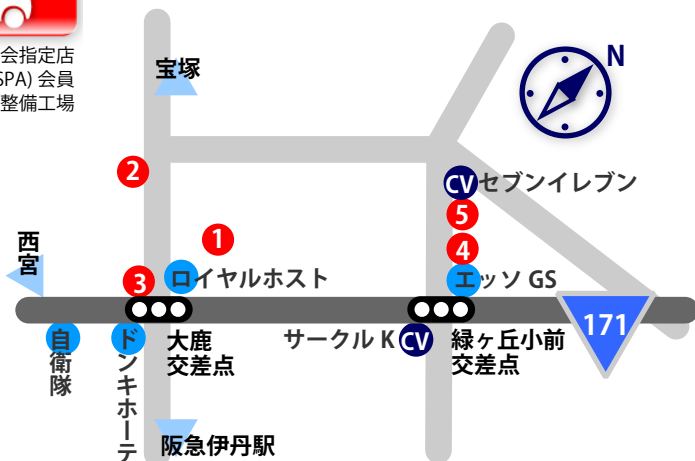 会指定店
SPA) 会員
整備工場
宝塚
N
2
CV セブンイレブン
5
1
4
西宮
3
ロイヤルホスト
エッソ GS
171
自衛隊
ドンキホーテ
大鹿
交差点
サークル K CV
緑ヶ丘小前
交差点
阪急伊丹駅